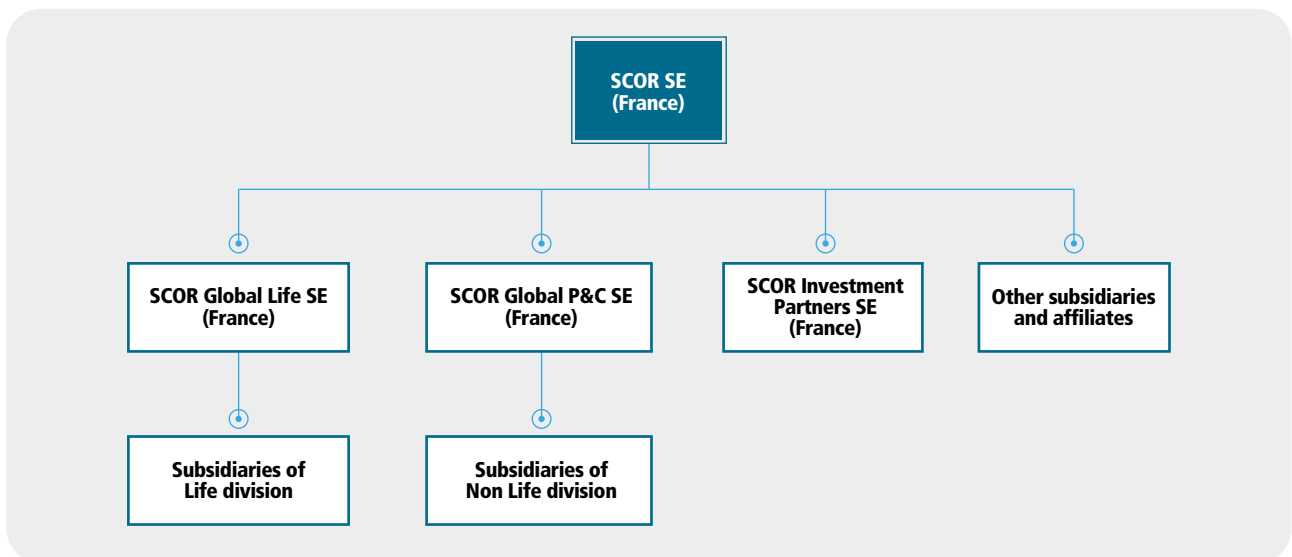 SCOR SE
(France)
SCOR Global Life SE
(France)
SCOR Global P&C SE
(France)
SCOR Investment
Partners SE
(France)
Other subsidiaries
and affiliates
Subsidiaries of
Life division
Subsidiaries of
Non Life division